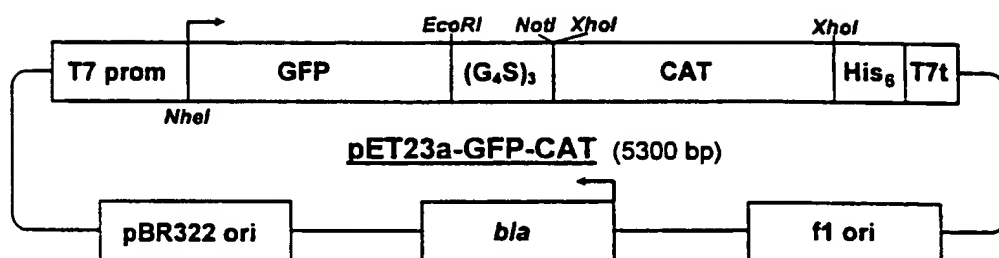 EcoRI NotI XhoI XhoI
T7 prom GFP (G₄S)₃ CAT His₆ T7t
NheI
pET23a-GFP-CAT (5300 bp)
pBR322 ori bla f1 ori